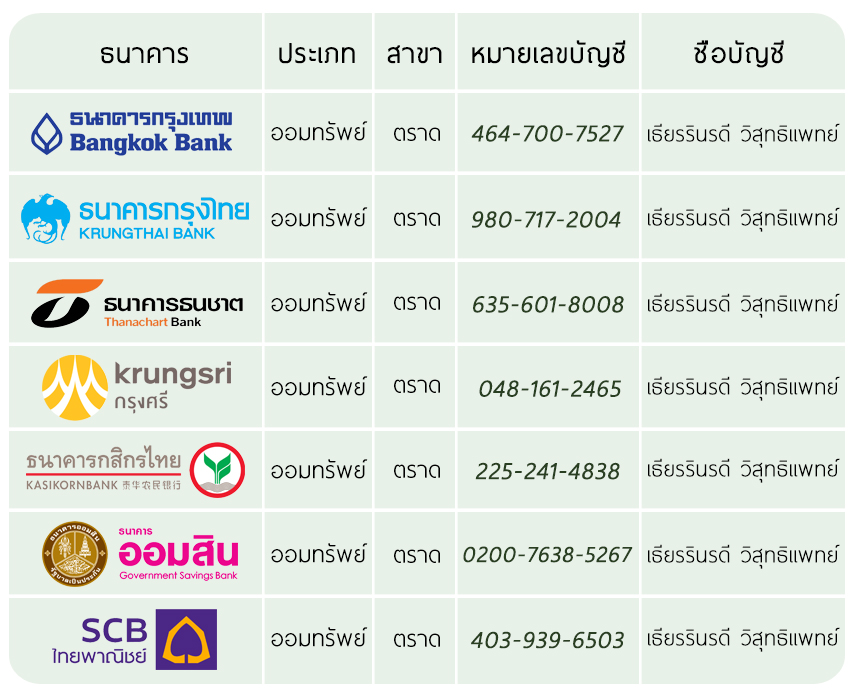 ธนาคาร ประเภท สาขา หมายเลขบัญชี ชื่อบัญชี
ธนาคารกรุงเทพ
Bangkok Bank
ออมทรัพย์ ตราด 464-700-7527 เธียรรินรดี วิสุทธิแพทย์
ธนาคารกรุงไทย
KRUNGTHAI BANK
ออมทรัพย์ ตราด 980-717-2004 เธียรรินรดี วิสุทธิแพทย์
ธนาคารธนชาต
Thanachart Bank
ออมทรัพย์ ตราด 635-601-8008 เธียรรินรดี วิสุทธิแพทย์
krungsri
กรุงศรี
ออมทรัพย์ ตราด 048-161-2465 เธียรรินรดี วิสุทธิแพทย์
ธนาคารกสิกรไทย
KASIKORNBANK 泰华农民银行
ออมทรัพย์ ตราด 225-241-4838 เธียรรินรดี วิสุทธิแพทย์
ธนาคารออมสิน
รัฐบาลเป็นประกัน
ธนาคาร
ออมสิน
Government Savings Bank
ออมทรัพย์ ตราด 0200-7638-5267 เธียรรินรดี วิสุทธิแพทย์
SCB
ไทยพาณิชย์
ออมทรัพย์ ตราด 403-939-6503 เธียรรินรดี วิสุทธิแพทย์